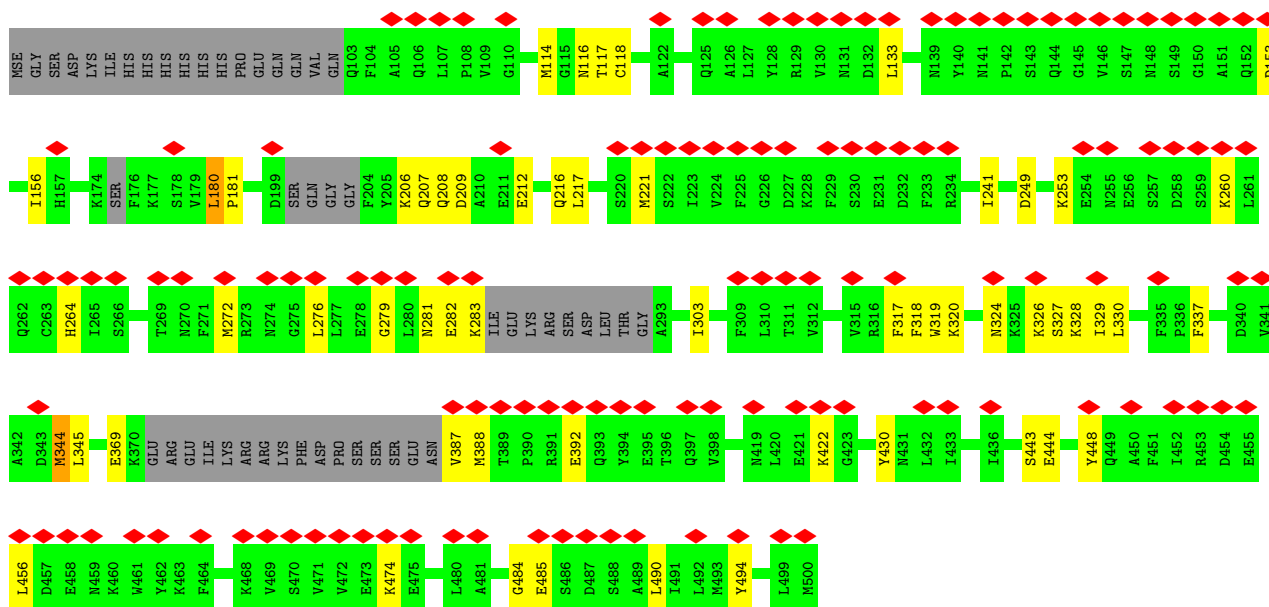 MSE GLY SER ASP LYS ILE HIS HIS HIS HIS HIS HIS PRO GLU GLN GLN VAL GLN Q103 F104 A105 Q106 L107 P108 V109 G110 M114 G115 N116 T117 C118 A122 Q125 A126 L127 Y128 R129 V130 N131 D132 L133 N139 Y140 N141 P142 S143 Q144 G145 V146 S147 N148 S149 G150 A151 Q152
I156 H157 K174 SER F176 K177 S178 V179 L180 P181 D199 SER GLN GLY GLY F204 Y205 K206 Q207 Q208 D209 A210 E211 E212 Q216 L217 S220 M221 S222 I223 V224 F225 G226 D227 K228 F229 S230 E231 D232 F233 R234 I241 D249 K253 E254 N255 E256 S257 D258 S259 K260 L261
Q262 C263 H264 I265 S266 T269 N270 F271 M272 R273 N274 G275 L276 L277 E278 G279 L280 N281 E282 K283 ILE GLU LYS ARG SER ASP LEU THR GLY A293 I303 F309 L310 T311 V312 V315 R316 F317 F318 W319 K320 N324 K325 K326 S327 K328 I329 L330 F335 P336 F337 D340 V341
A342 D343 M344 L345 E369 K370 GLU ARG GLU ILE LYS ARG ARG LYS PHE ASP PRO SER SER SER GLU ASN V387 M388 T389 P390 R391 E392 Q393 Y394 E395 T396 Q397 V398 N419 L420 E421 K422 G423 Y430 N431 L432 I433 I436 S443 E444 Y448 Q449 A450 F451 I452 R453 D454 E455
L456 D457 E458 N459 K460 W461 Y462 K463 F464 K468 V469 S470 V471 V472 E473 K474 E475 L480 A481 G484 E485 S486 D487 S488 A489 L490 I491 L492 M493 Y494 L499 M500